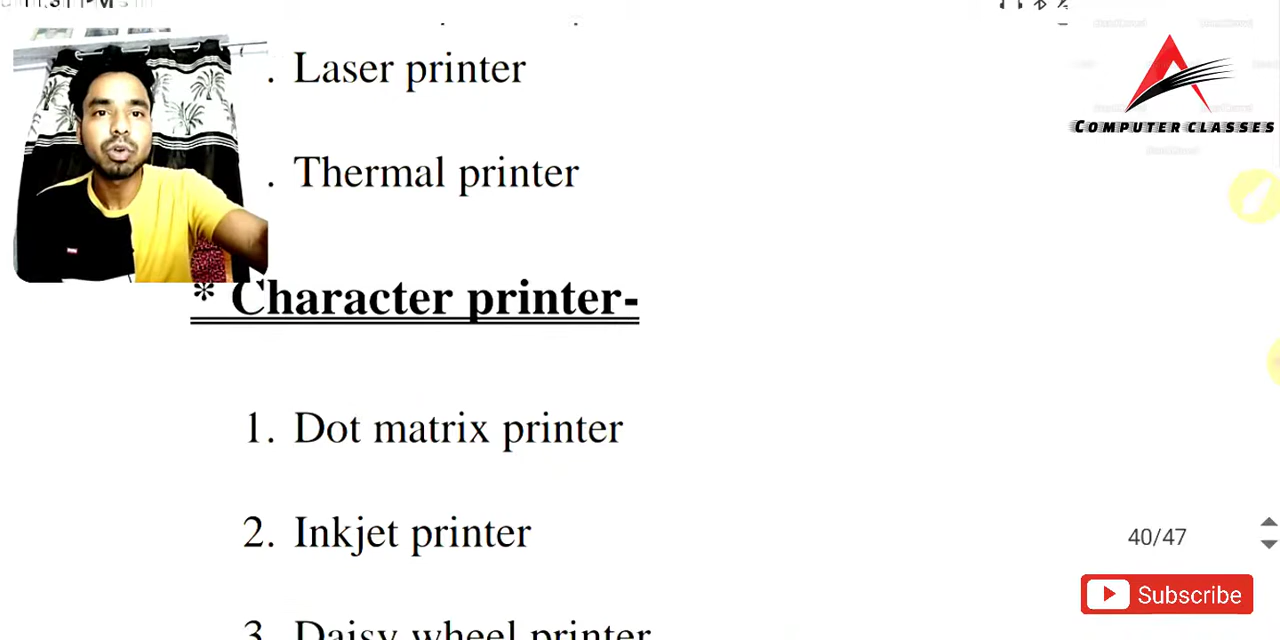 . Laser printer
COMPUTER CLASSES
. Thermal printer
* Character printer-
1. Dot matrix printer
2. Inkjet printer
40/47
Subscribe
3. Daisy wheel printer